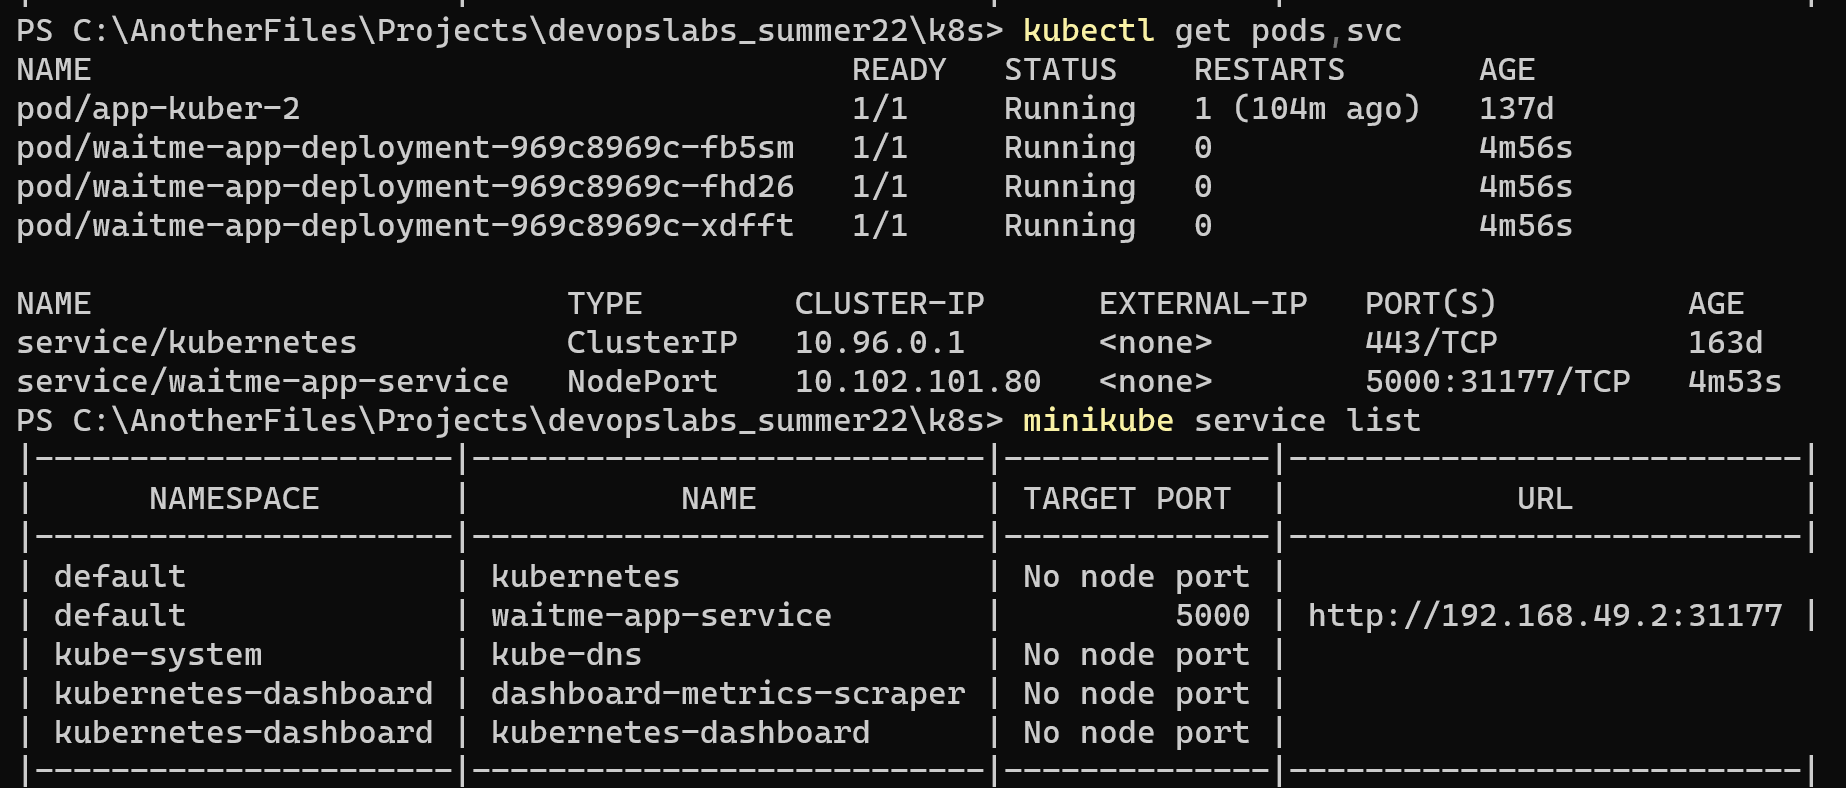 PS C:\AnotherFiles\Projects\devopslabs_summer22\k8s> kubectl get pods,svc
NAME                                        READY   STATUS    RESTARTS       AGE
pod/app-kuber-2                             1/1     Running   1 (104m ago)   137d
pod/waitme-app-deployment-969c8969c-fb5sm   1/1     Running   0              4m56s
pod/waitme-app-deployment-969c8969c-fhd26   1/1     Running   0              4m56s
pod/waitme-app-deployment-969c8969c-xdfft   1/1     Running   0              4m56s
NAME                         TYPE        CLUSTER-IP      EXTERNAL-IP   PORT(S)          AGE
service/kubernetes           ClusterIP   10.96.0.1       <none>        443/TCP          163d
service/waitme-app-service   NodePort    10.102.101.80   <none>        5000:31177/TCP   4m53s
PS C:\AnotherFiles\Projects\devopslabs_summer22\k8s> minikube service list
|----------------------|---------------------------|--------------|---------------------------|
|      NAMESPACE       |           NAME            | TARGET PORT  |            URL            |
|----------------------|---------------------------|--------------|---------------------------|
| default              | kubernetes                | No node port |
| default              | waitme-app-service        |         5000 | http://192.168.49.2:31177 |
| kube-system          | kube-dns                  | No node port |
| kubernetes-dashboard | dashboard-metrics-scraper | No node port |
| kubernetes-dashboard | kubernetes-dashboard      | No node port |
|----------------------|---------------------------|--------------|---------------------------|